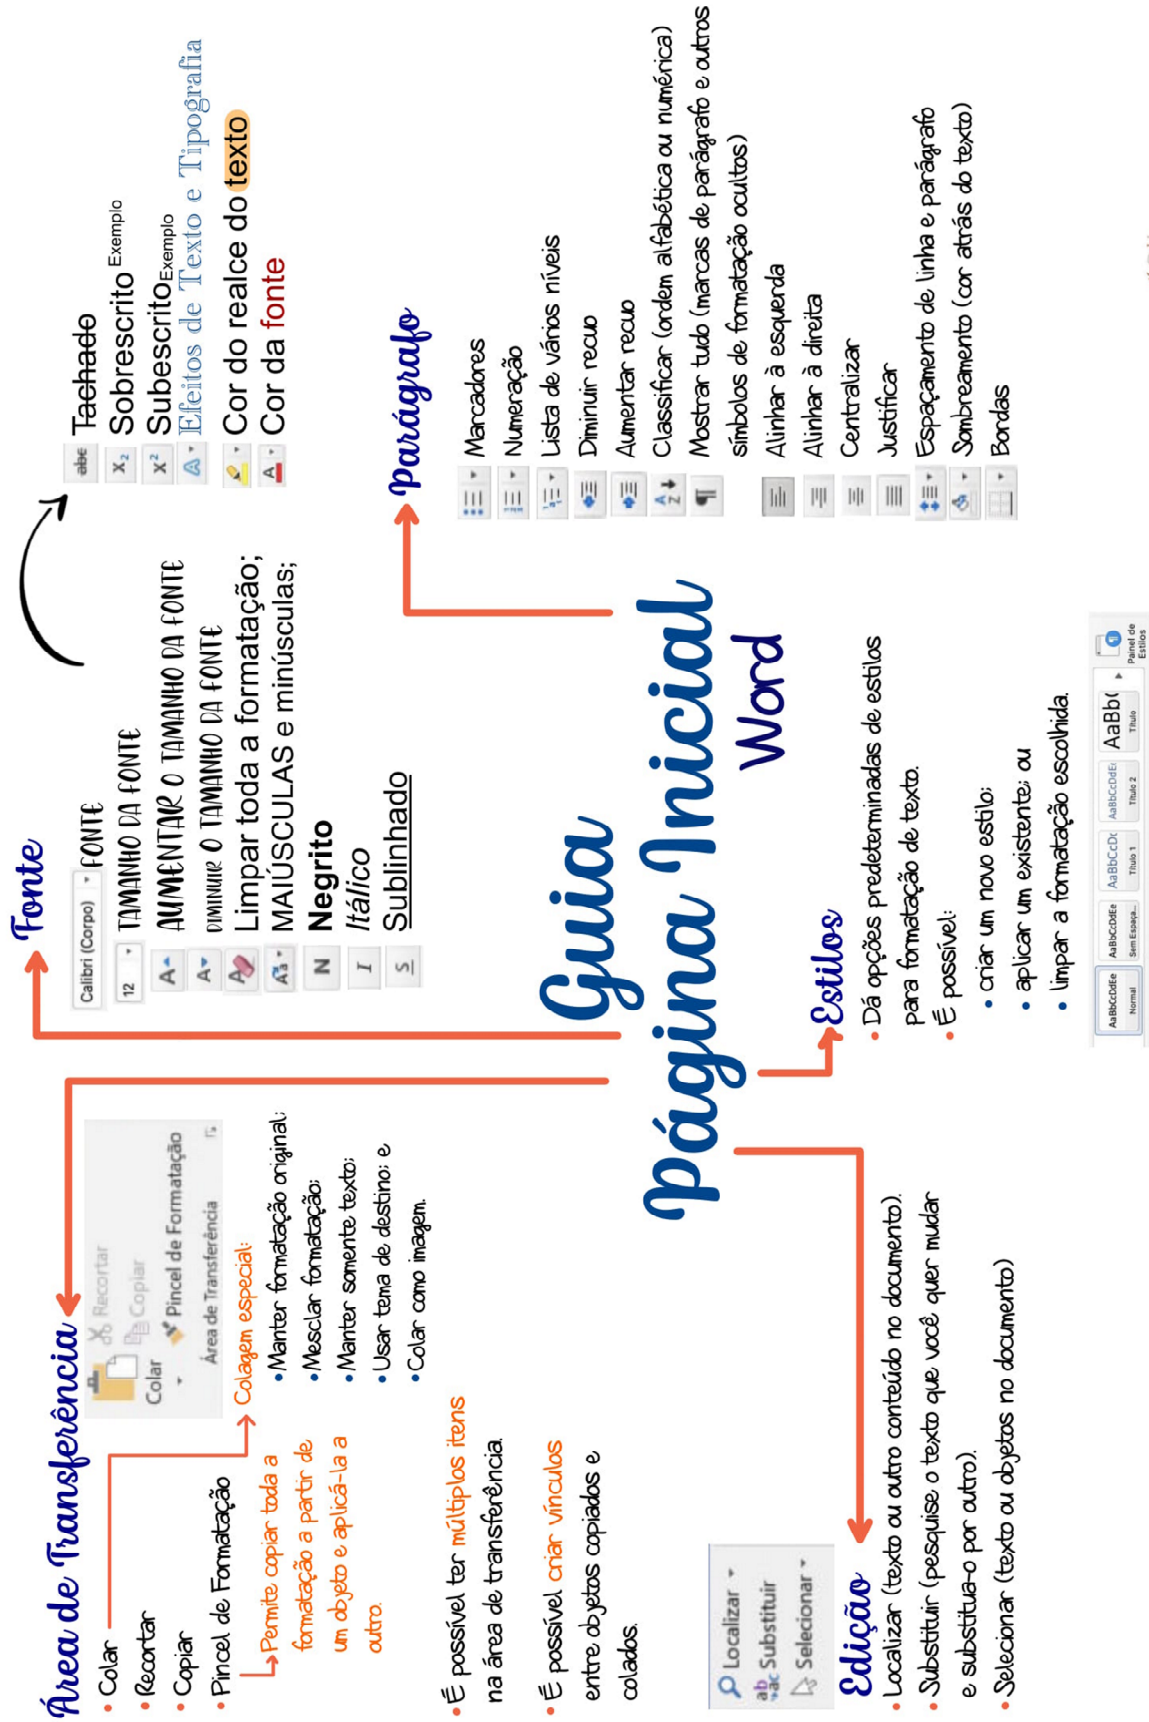 Guia
Página Inicial
Word
Área de Transferência
• Colar
• Recortar
• Copiar
• Pincel de Formatação
Permite copiar toda a
formatação a partir de
um objeto e aplicá-la a
outro.
Colar
Recortar
Copiar
Pincel de Formatação
Área de Transferência
Colagem especial:
• Manter formatação original;
• Mesclar formatação;
• Manter somente texto;
• Usar tema de destino; e
• Colar como imagem.
• É possível ter múltiplos itens
na área de transferência.
• É possível criar vínculos
entre objetos copiados e
colados.
Fonte
Calibri (Corpo) FONTE
12 TAMANHO DA FONTE
A AUMENTAR O TAMANHO DA FONTE
A DIMINUIR O TAMANHO DA FONTE
A Limpar toda a formatação;
Aa MAIÚSCULAS e minúsculas;
N Negrito
I Itálico
S Sublinhado
abc Tachado
X₂ Sobrescrito Exemplo
X² Subescrito Exemplo
A Efeitos de Texto e Tipografia
Cor do realce do texto
A Cor da fonte
Parágrafo
Marcadores
Numeração
Lista de vários níveis
Diminuir recuo
Aumentar recuo
AZ Classificar (ordem alfabética ou numérica)
¶ Mostrar tudo (marcas de parágrafo e outros
símbolos de formatação ocultos)
Alinhar à esquerda
Alinhar à direita
Centralizar
Justificar
Espaçamento de linha e parágrafo
Sombreamento (cor atrás do texto)
Bordas
Estilos
• Dá opções predeterminadas de estilos
para formatação de texto.
• É possível:
• criar um novo estilo;
• aplicar um existente; ou
• limpar a formatação escolhida.
AaBbCcDdEe AaBbCcDdEe AaBbCcDc AaBbCcDdEe AaBb(
Normal Sem Espaça... Título 1 Título 2 Título
Painel de
Estilos
Localizar
Substituir
Selecionar
Edição
• Localizar (texto ou outro conteúdo no documento).
• Substituir (pesquise o texto que você quer mudar
e substitua-o por outro).
• Selecionar (texto ou objetos no documento)